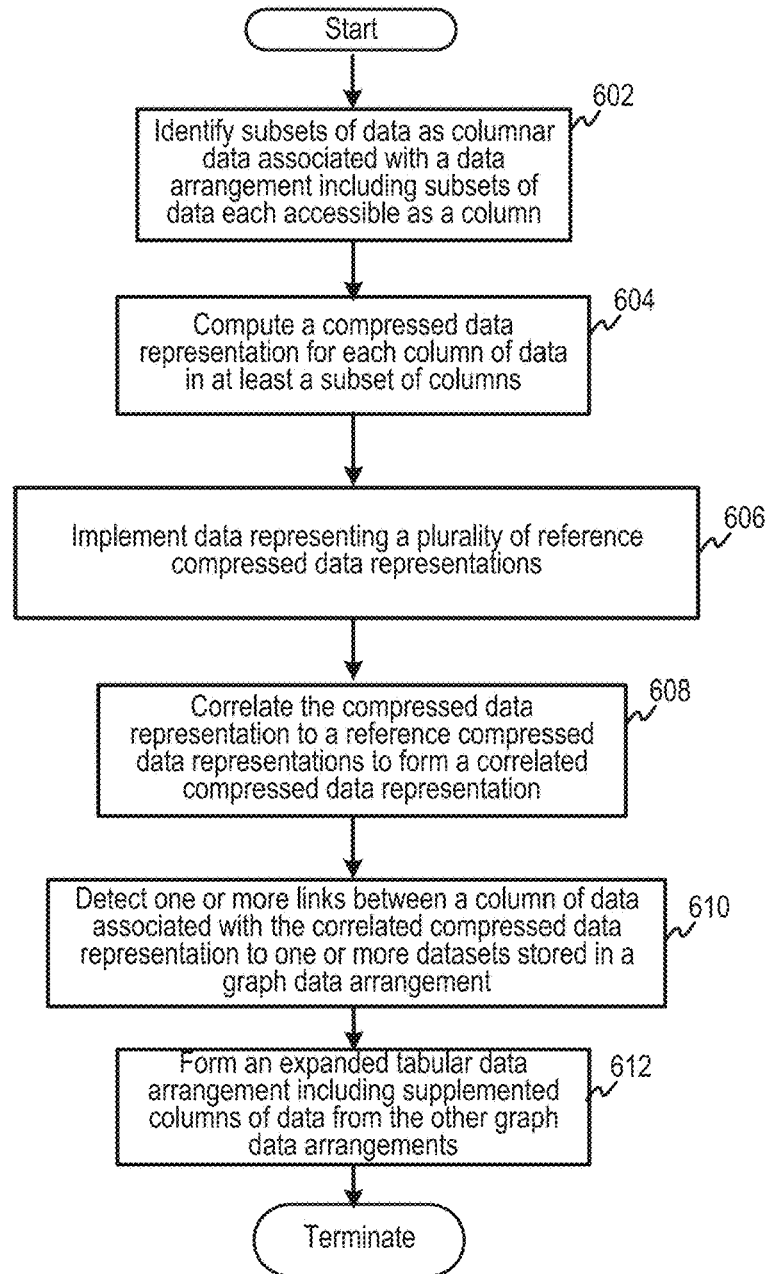 Start
602
Identify subsets of data as columnar
data associated with a data
arrangement including subsets of
data each accessible as a column
604
Compute a compressed data
representation for each column of data
in at least a subset of columns
606
Implement data representing a plurality of reference
compressed data representations
608
Correlate the compressed data
representation to a reference compressed
data representations to form a correlated
compressed data representation
610
Detect one or more links between a column of data
associated with the correlated compressed data
representation to one or more datasets stored in a
graph data arrangement
612
Form an expanded tabular data
arrangement including supplemented
columns of data from the other graph
data arrangements
Terminate